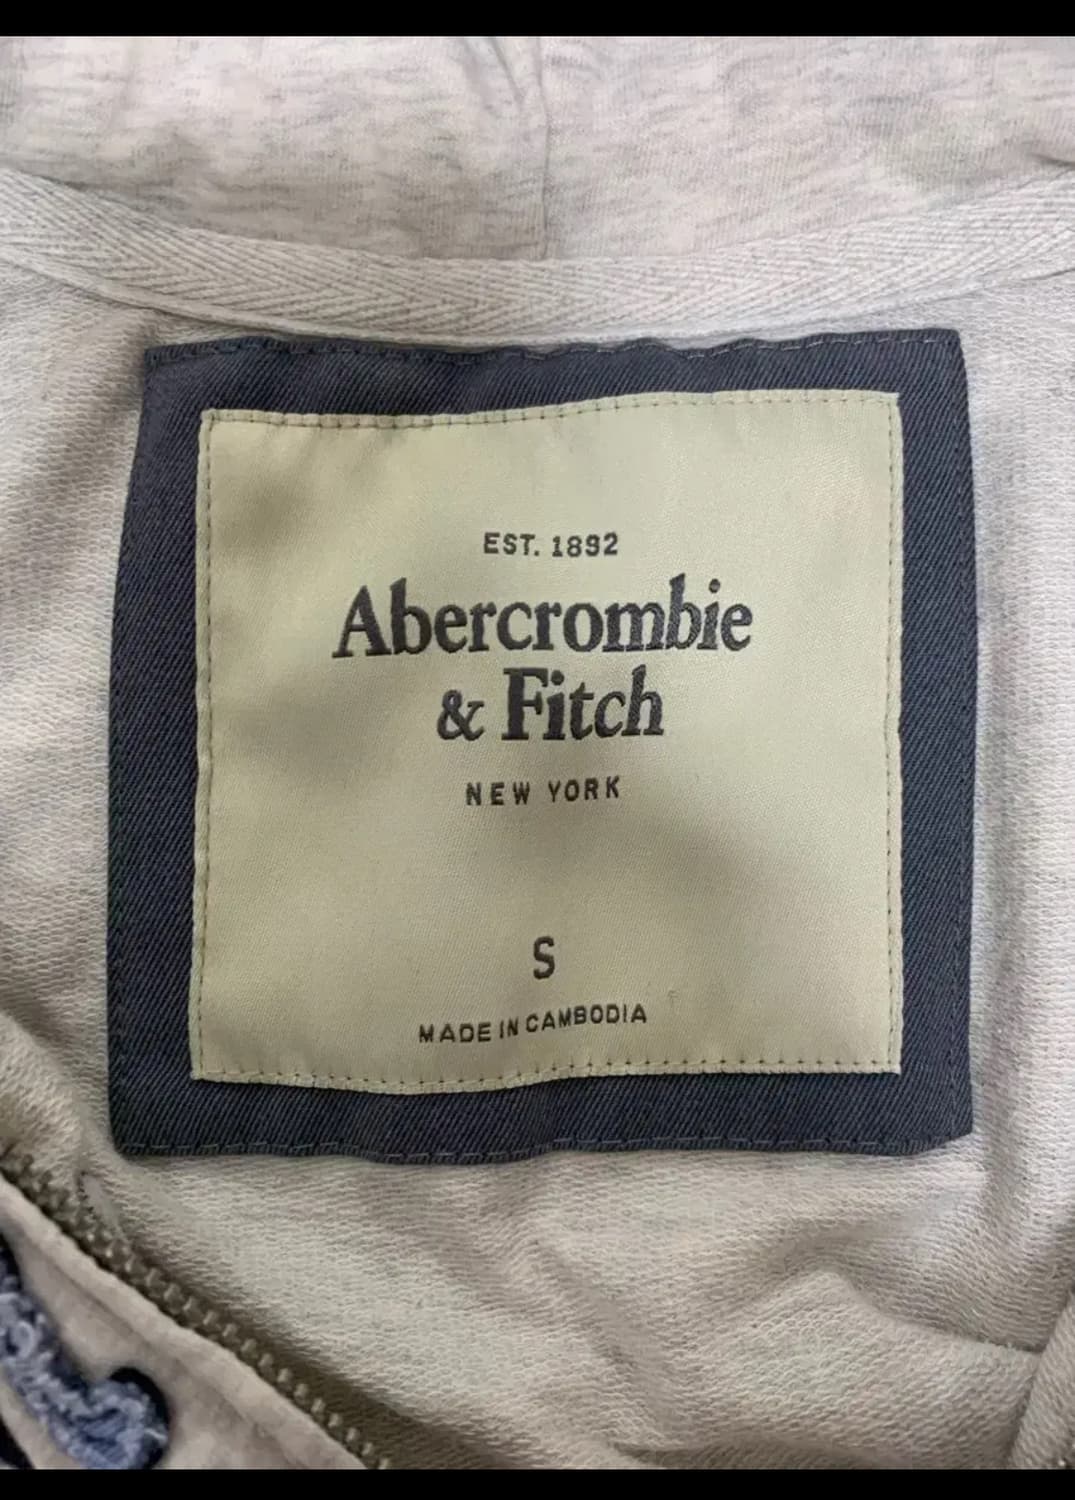 EST. 1892
Abercrombie
& Fitch
NEW YORK
S
MADE IN CAMBODIA